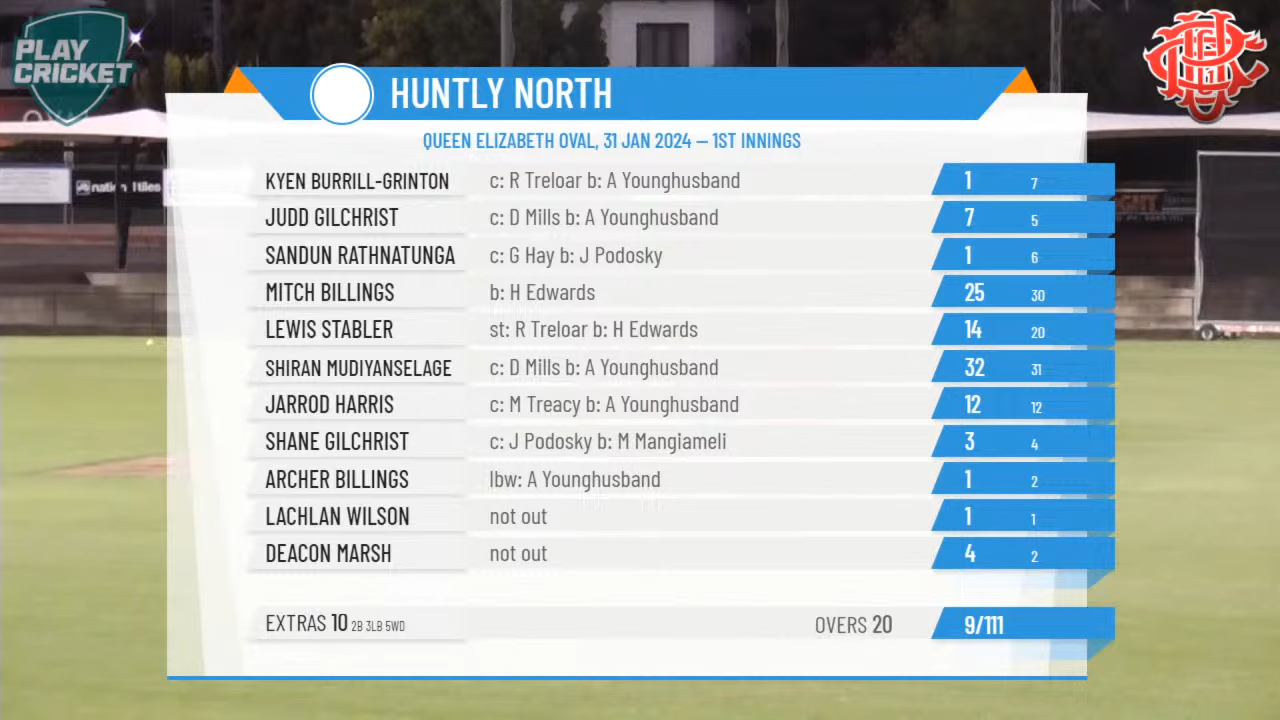 PLAY
CRICKET
HUNTLY NORTH
QUEEN ELIZABETH OVAL, 31 JAN 2024 – 1ST INNINGS
KYEN BURRILL-GRINTON c: R Treloar b: A Younghusband 1 7
JUDD GILCHRIST c: D Mills b: A Younghusband 7 5
SANDUN RATHNATUNGA c: G Hay b: J Podosky 1 6
MITCH BILLINGS b: H Edwards 25 30
LEWIS STABLER st: R Treloar b: H Edwards 14 20
SHIRAN MUDIYANSELAGE c: D Mills b: A Younghusband 32 31
JARROD HARRIS c: M Treacy b: A Younghusband 12 12
SHANE GILCHRIST c: J Podosky b: M Mangiameli 3 4
ARCHER BILLINGS lbw: A Younghusband 1 2
LACHLAN WILSON not out 1 1
DEACON MARSH not out 4 2
EXTRAS 10 2B 3LB 5WD OVERS 20 9/111